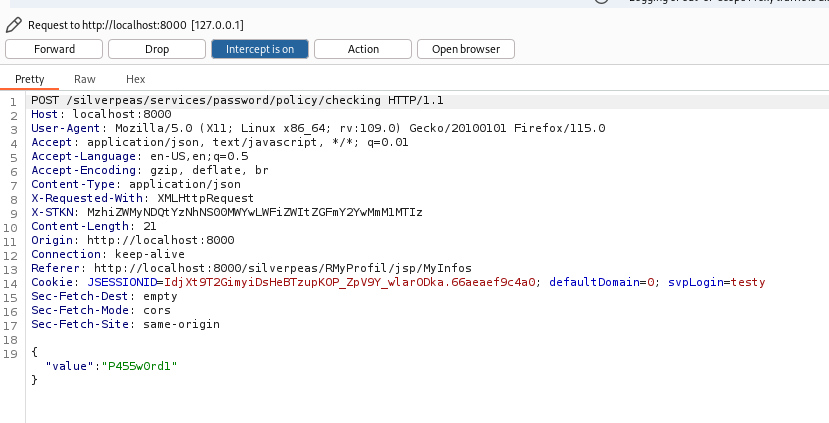 Request to http://localhost:8000 [127.0.0.1]
Forward Drop Intercept is on Action Open browser
Pretty Raw Hex
1 POST /silverpeas/services/password/policy/checking HTTP/1.1
2 Host: localhost:8000
3 User-Agent: Mozilla/5.0 (X11; Linux x86_64; rv:109.0) Gecko/20100101 Firefox/115.0
4 Accept: application/json, text/javascript, */*; q=0.01
5 Accept-Language: en-US,en;q=0.5
6 Accept-Encoding: gzip, deflate, br
7 Content-Type: application/json
8 X-Requested-With: XMLHttpRequest
9 X-STKN: MzhiZWMyNDQtYzNhNS00MWYwLWFiZWItZGFmY2YwMmM1MTIz
10 Content-Length: 21
11 Origin: http://localhost:8000
12 Connection: keep-alive
13 Referer: http://localhost:8000/silverpeas/RMyProfil/jsp/MyInfos
14 Cookie: JSESSIONID=IdjXt9T2GimyiDsHeBTzupKOP_ZpV9Y_wlarODka.66aeaef9c4a0; defaultDomain=0; svpLogin=testy
15 Sec-Fetch-Dest: empty
16 Sec-Fetch-Mode: cors
17 Sec-Fetch-Site: same-origin
18
19 {
"value":"P455w0rd1"
}